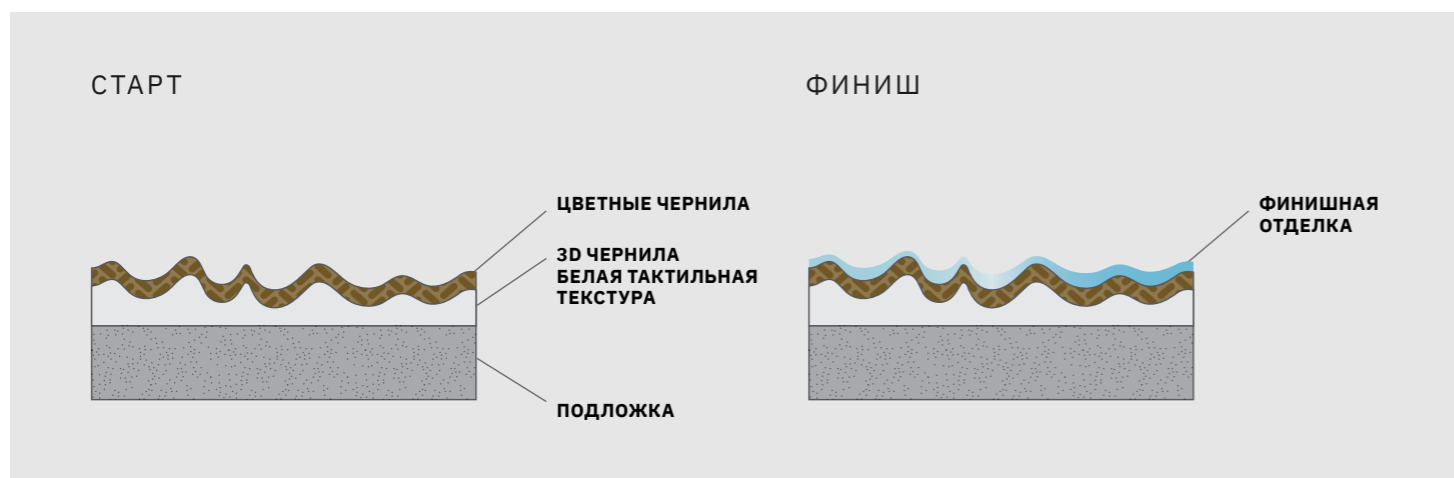 СТАРТ
ЦВЕТНЫЕ ЧЕРНИЛА
3D ЧЕРНИЛА
БЕЛАЯ ТАКТИЛЬНАЯ
ТЕКСТУРА
ПОДЛОЖКА
ФИНИШ
ФИНИШНАЯ
ОТДЕЛКА